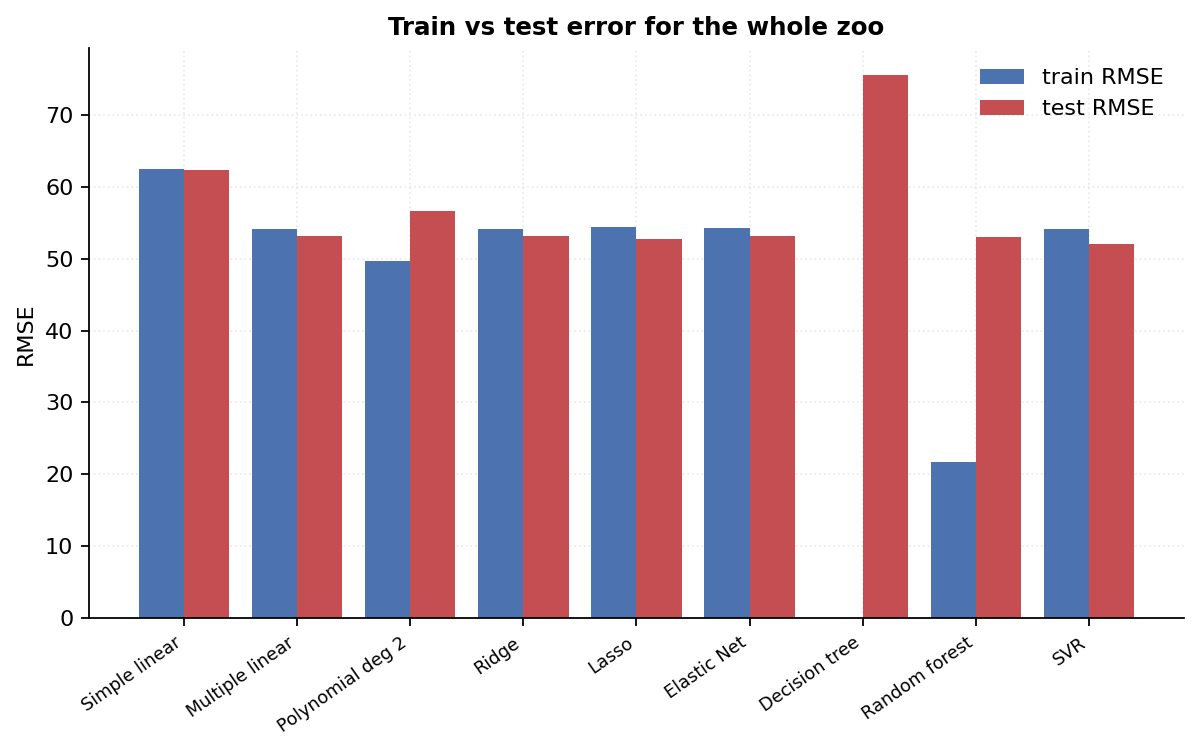 Train vs test error for the whole zoo
train RMSE
test RMSE
RMSE
70
60
50
40
30
20
10
0
Simple linear
Multiple linear
Polynomial deg 2
Ridge
Lasso
Elastic Net
Decision tree
Random forest
SVR